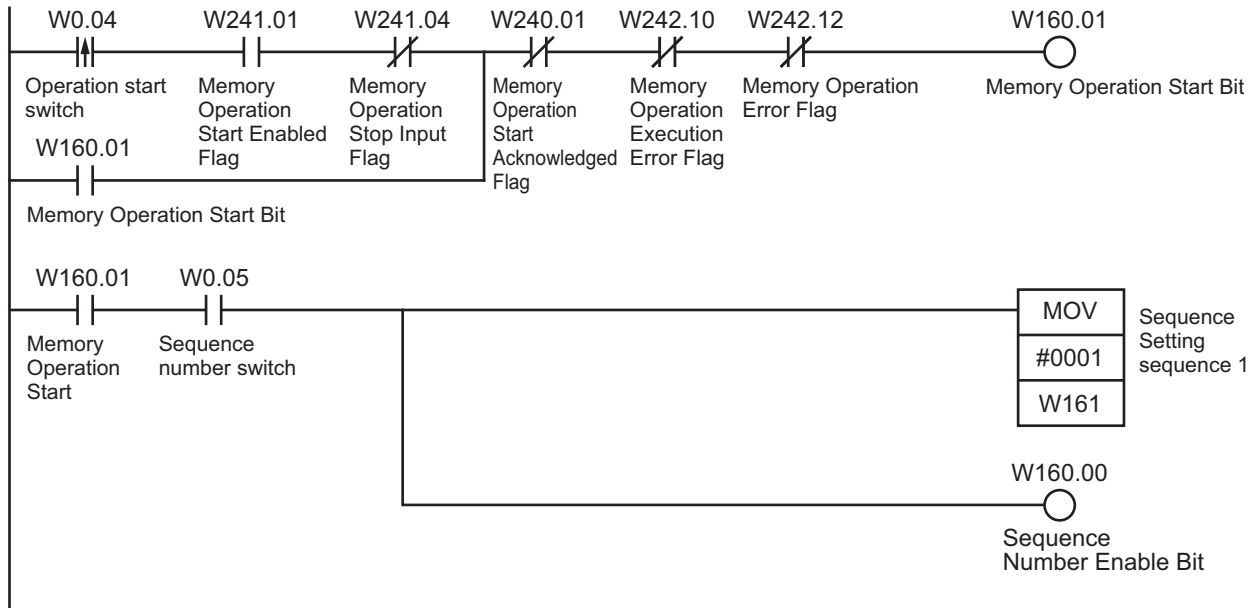 W0.04 W241.01 W241.04 W240.01 W242.10 W242.12 W160.01
Operation start
switch
Memory
Operation
Start Enabled
Flag
Memory
Operation
Stop Input
Flag
Memory
Operation
Start
Acknowledged
Flag
Memory
Operation
Execution
Error Flag
Memory Operation
Error Flag
Memory Operation Start Bit
W160.01
Memory Operation Start Bit
W160.01 W0.05
Memory
Operation
Start
Sequence
number switch
MOV
#0001
W161
Sequence
Setting
sequence 1
W160.00
Sequence
Number Enable Bit